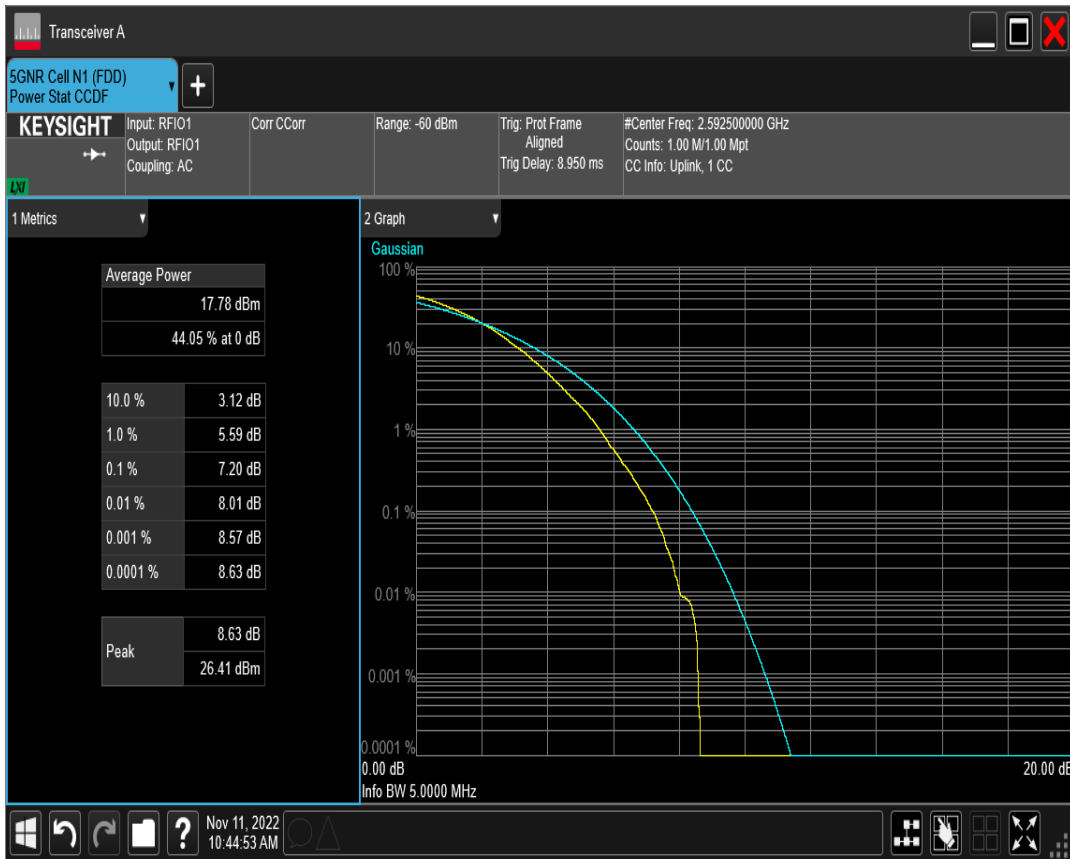 Transceiver A
5GNR Cell N1 (FDD)
Power Stat CCDF
+
KEYSIGHT
LXI
Input: RFIO1
Output: RFIO1
Coupling: AC
Corr CCorr
Range: -60 dBm
Trig: Prot Frame
Aligned
Trig Delay: 8.950 ms
#Center Freq: 2.592500000 GHz
Counts: 1.00 M/1.00 Mpt
CC Info: Uplink, 1 CC
1 Metrics
Average Power
17.78 dBm
44.05 % at 0 dB
10.0 % 3.12 dB
1.0 % 5.59 dB
0.1 % 7.20 dB
0.01 % 8.01 dB
0.001 % 8.57 dB
0.0001 % 8.63 dB
Peak
8.63 dB
26.41 dBm
2 Graph
Gaussian
100 %
10 %
1 %
0.1 %
0.01 %
0.001 %
0.0001 %
0.00 dB
20.00 dB
Info BW 5.0000 MHz
?
Nov 11, 2022
10:44:53 AM